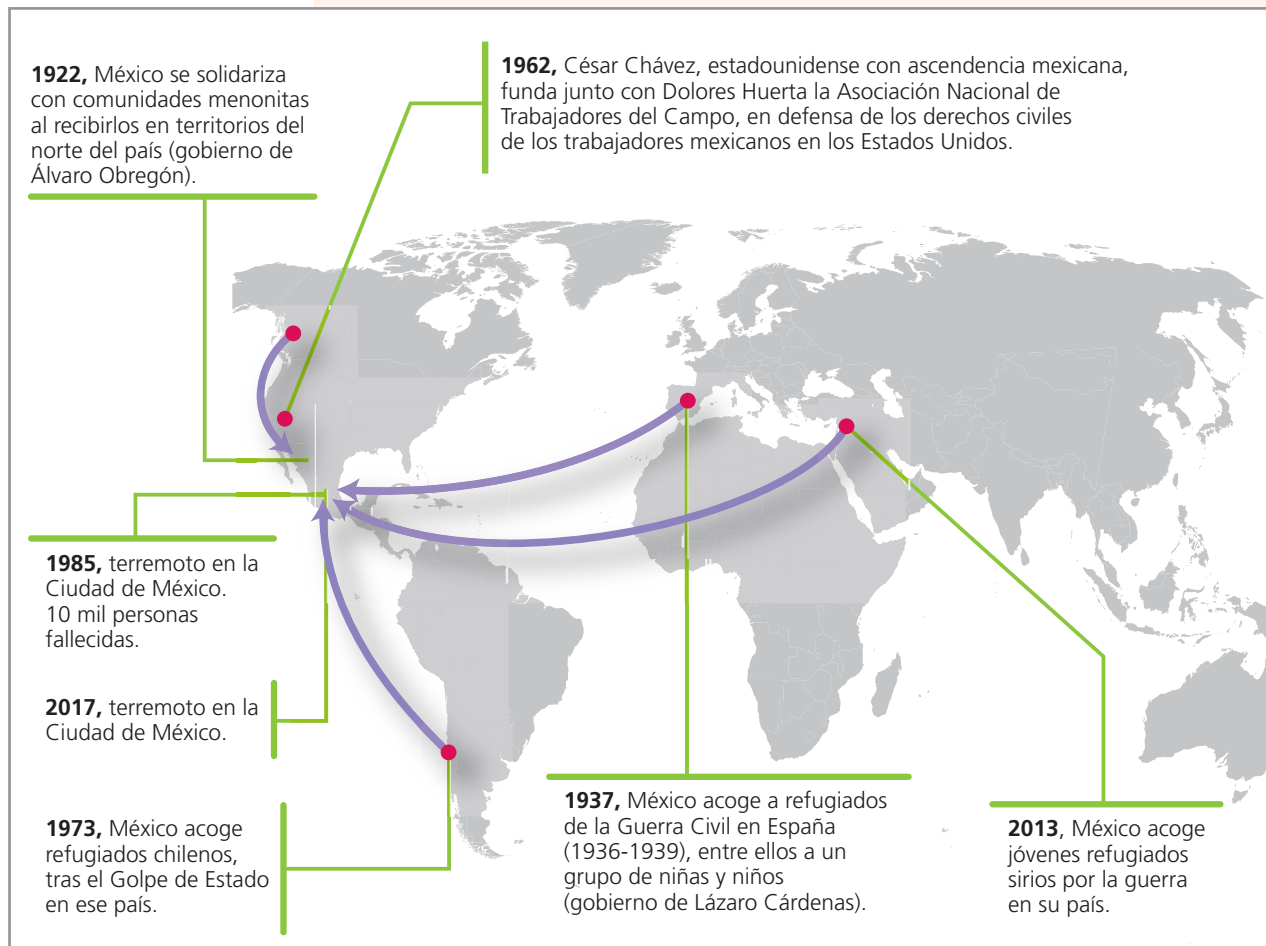 1922, México se solidariza
con comunidades menonitas
al recibirlos en territorios del
norte del país (gobierno de
Álvaro Obregón).
1962, César Chávez, estadounidense con ascendencia mexicana,
funda junto con Dolores Huerta la Asociación Nacional de
Trabajadores del Campo, en defensa de los derechos civiles
de los trabajadores mexicanos en los Estados Unidos.
1985, terremoto en la
Ciudad de México.
10 mil personas
fallecidas.
2017, terremoto en la
Ciudad de México.
1973, México acoge
refugiados chilenos,
tras el Golpe de Estado
en ese país.
1937, México acoge a refugiados
de la Guerra Civil en España
(1936-1939), entre ellos a un
grupo de niñas y niños
(gobierno de Lázaro Cárdenas).
2013, México acoge
jóvenes refugiados
sirios por la guerra
en su país.